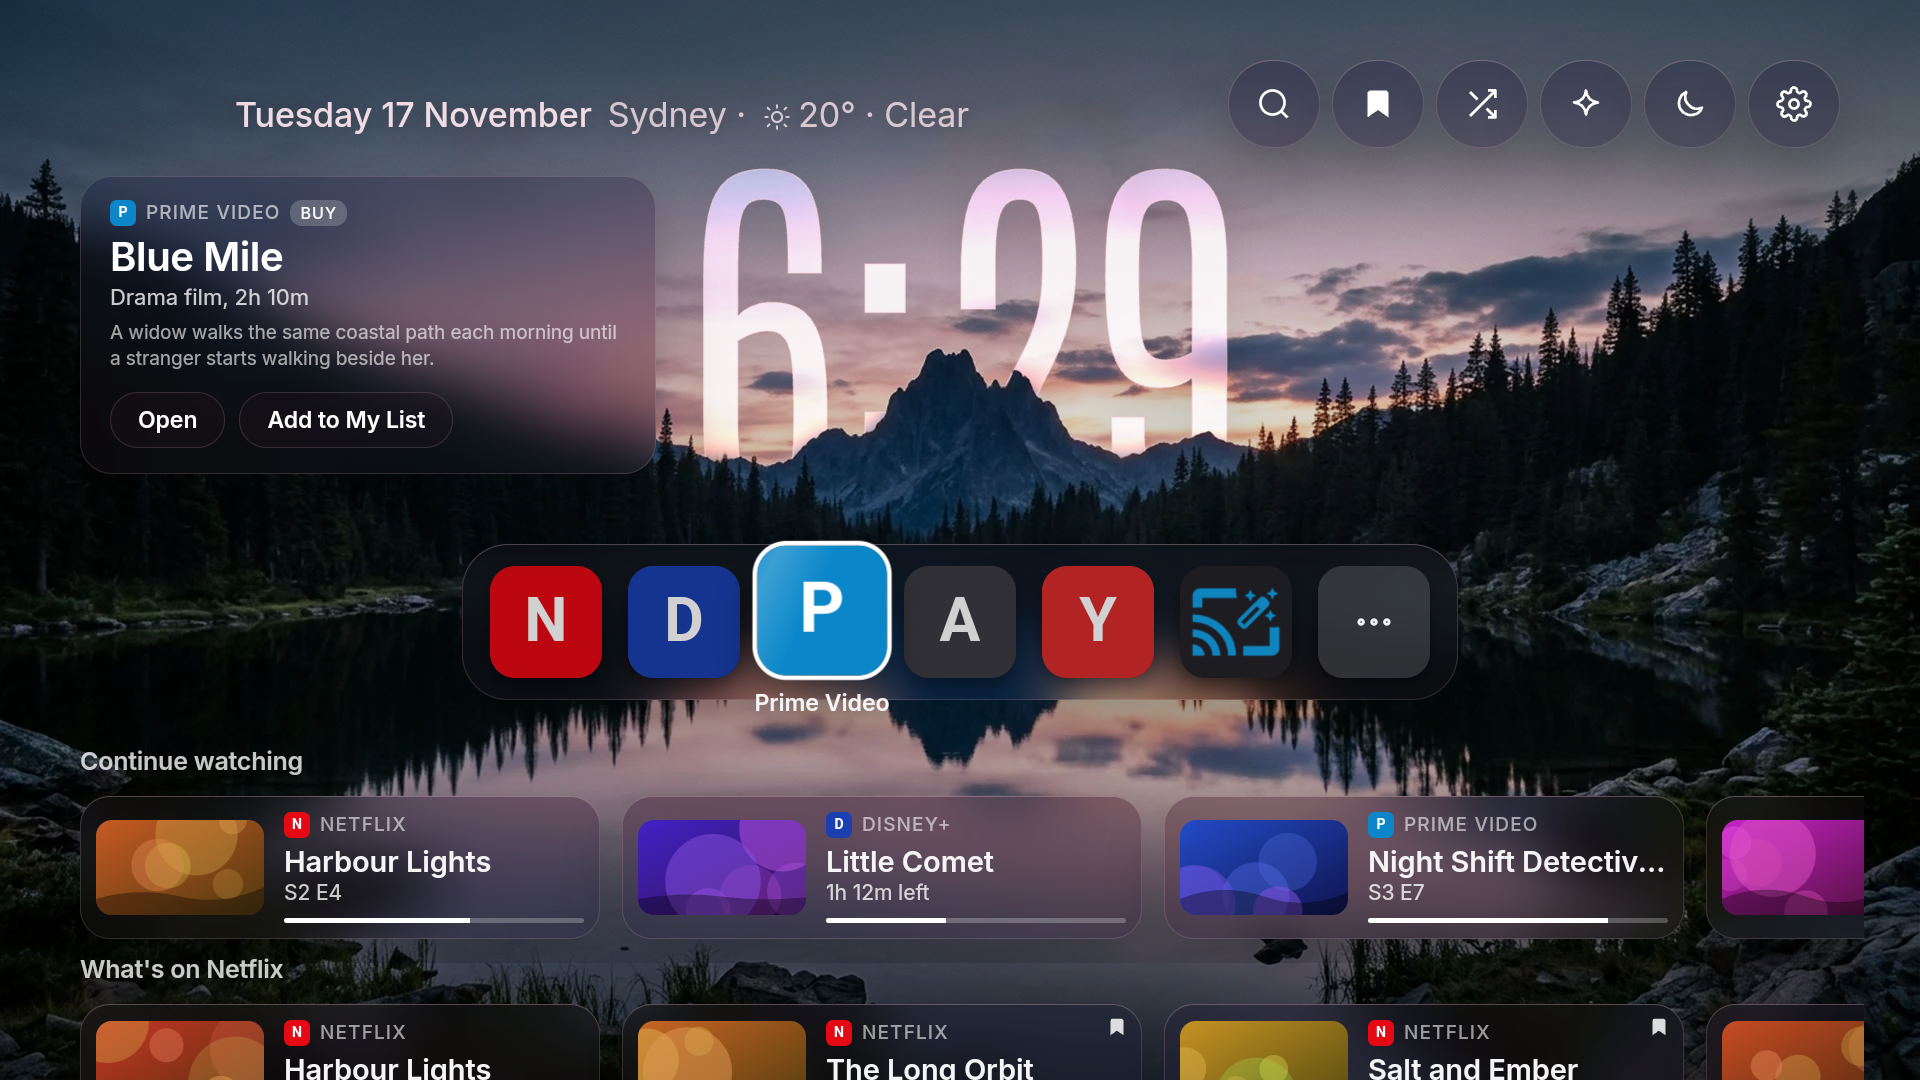 Tuesday 17 November Sydney · 20° · Clear
6:29
P PRIME VIDEO BUY
Blue Mile
Drama film, 2h 10m
A widow walks the same coastal path each morning until
a stranger starts walking beside her.
Open Add to My List
N D P A Y
Prime Video
Continue watching
N NETFLIX
Harbour Lights
S2 E4
D DISNEY+
Little Comet
1h 12m left
P PRIME VIDEO
Night Shift Detectiv...
S3 E7
What's on Netflix
N NETFLIX
Harbour Lights
N NETFLIX
The Long Orbit
N NETFLIX
Salt and Ember